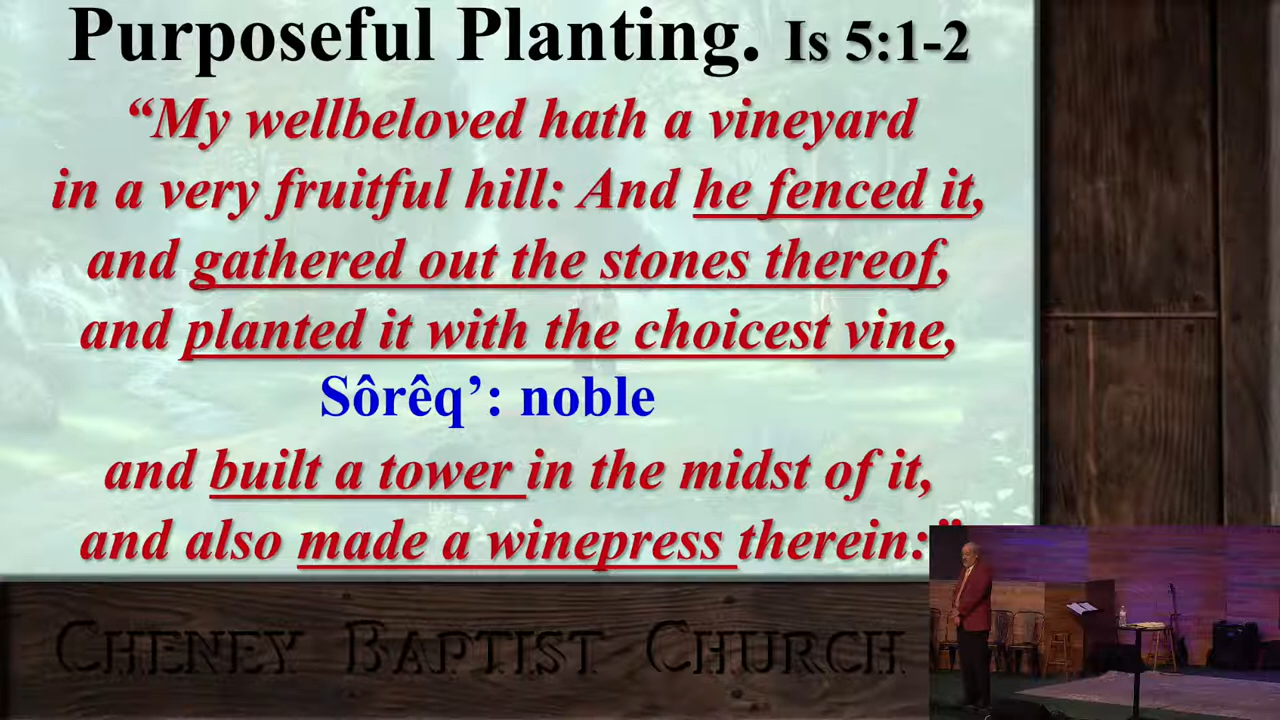 Purposeful Planting. Is 5:1-2
“My wellbeloved hath a vineyard
in a very fruitful hill: And he fenced it,
and gathered out the stones thereof,
and planted it with the choicest vine,
Sôrêq’: noble
and built a tower in the midst of it,
and also made a winepress therein:”
CHENEY BAPTIST CHURCH